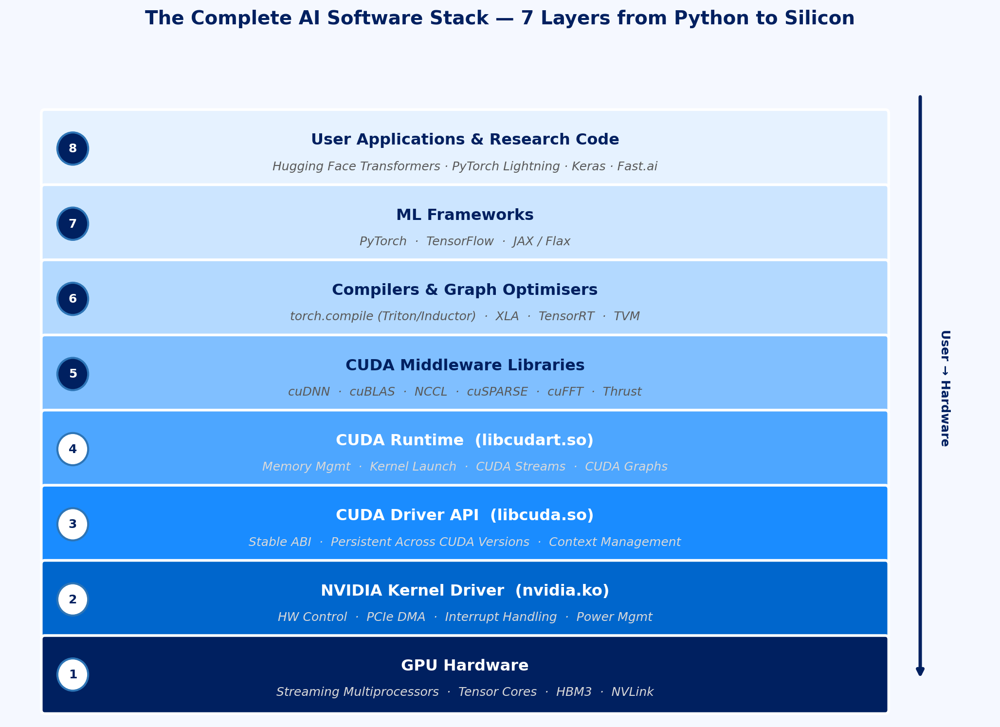 The Complete AI Software Stack — 7 Layers from Python to Silicon
8
User Applications & Research Code
Hugging Face Transformers · PyTorch Lightning · Keras · Fast.ai
7
ML Frameworks
PyTorch · TensorFlow · JAX / Flax
6
Compilers & Graph Optimisers
torch.compile (Triton/Inductor) · XLA · TensorRT · TVM
5
CUDA Middleware Libraries
cuDNN · cuBLAS · NCCL · cuSPARSE · cuFFT · Thrust
4
CUDA Runtime (libcudart.so)
Memory Mgmt · Kernel Launch · CUDA Streams · CUDA Graphs
3
CUDA Driver API (libcuda.so)
Stable ABI · Persistent Across CUDA Versions · Context Management
2
NVIDIA Kernel Driver (nvidia.ko)
HW Control · PCIe DMA · Interrupt Handling · Power Mgmt
1
GPU Hardware
Streaming Multiprocessors · Tensor Cores · HBM3 · NVLink
User → Hardware